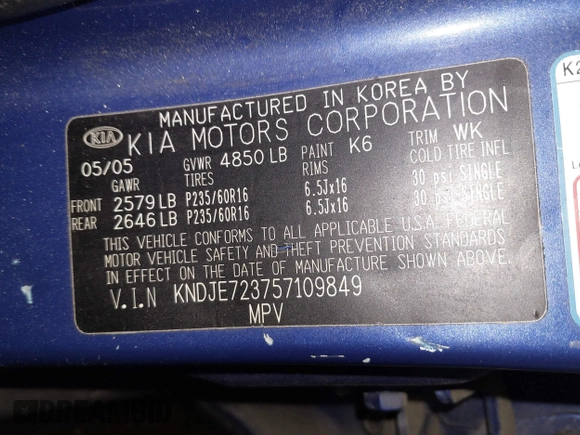 MANUFACTURED IN KOREA BY
KIA KIA MOTORS CORPORATION
05/05 GVWR 4850 LB PAINT K6 TRIM WK
GAWR TIRES RIMS COLD TIRE INFL
FRONT 2579 LB P235/60R16 6.5Jx16 30 psi SINGLE
REAR 2646 LB P235/60R16 6.5Jx16 30 psi SINGLE
THIS VEHICLE CONFORMS TO ALL APPLICABLE U.S.A. FEDERAL
MOTOR VEHICLE SAFETY AND THEFT PREVENTION STANDARDS
IN EFFECT ON THE DATE OF MANUFACTURE SHOWN ABOVE.
V.I.N KNDJE723757109849
MPV